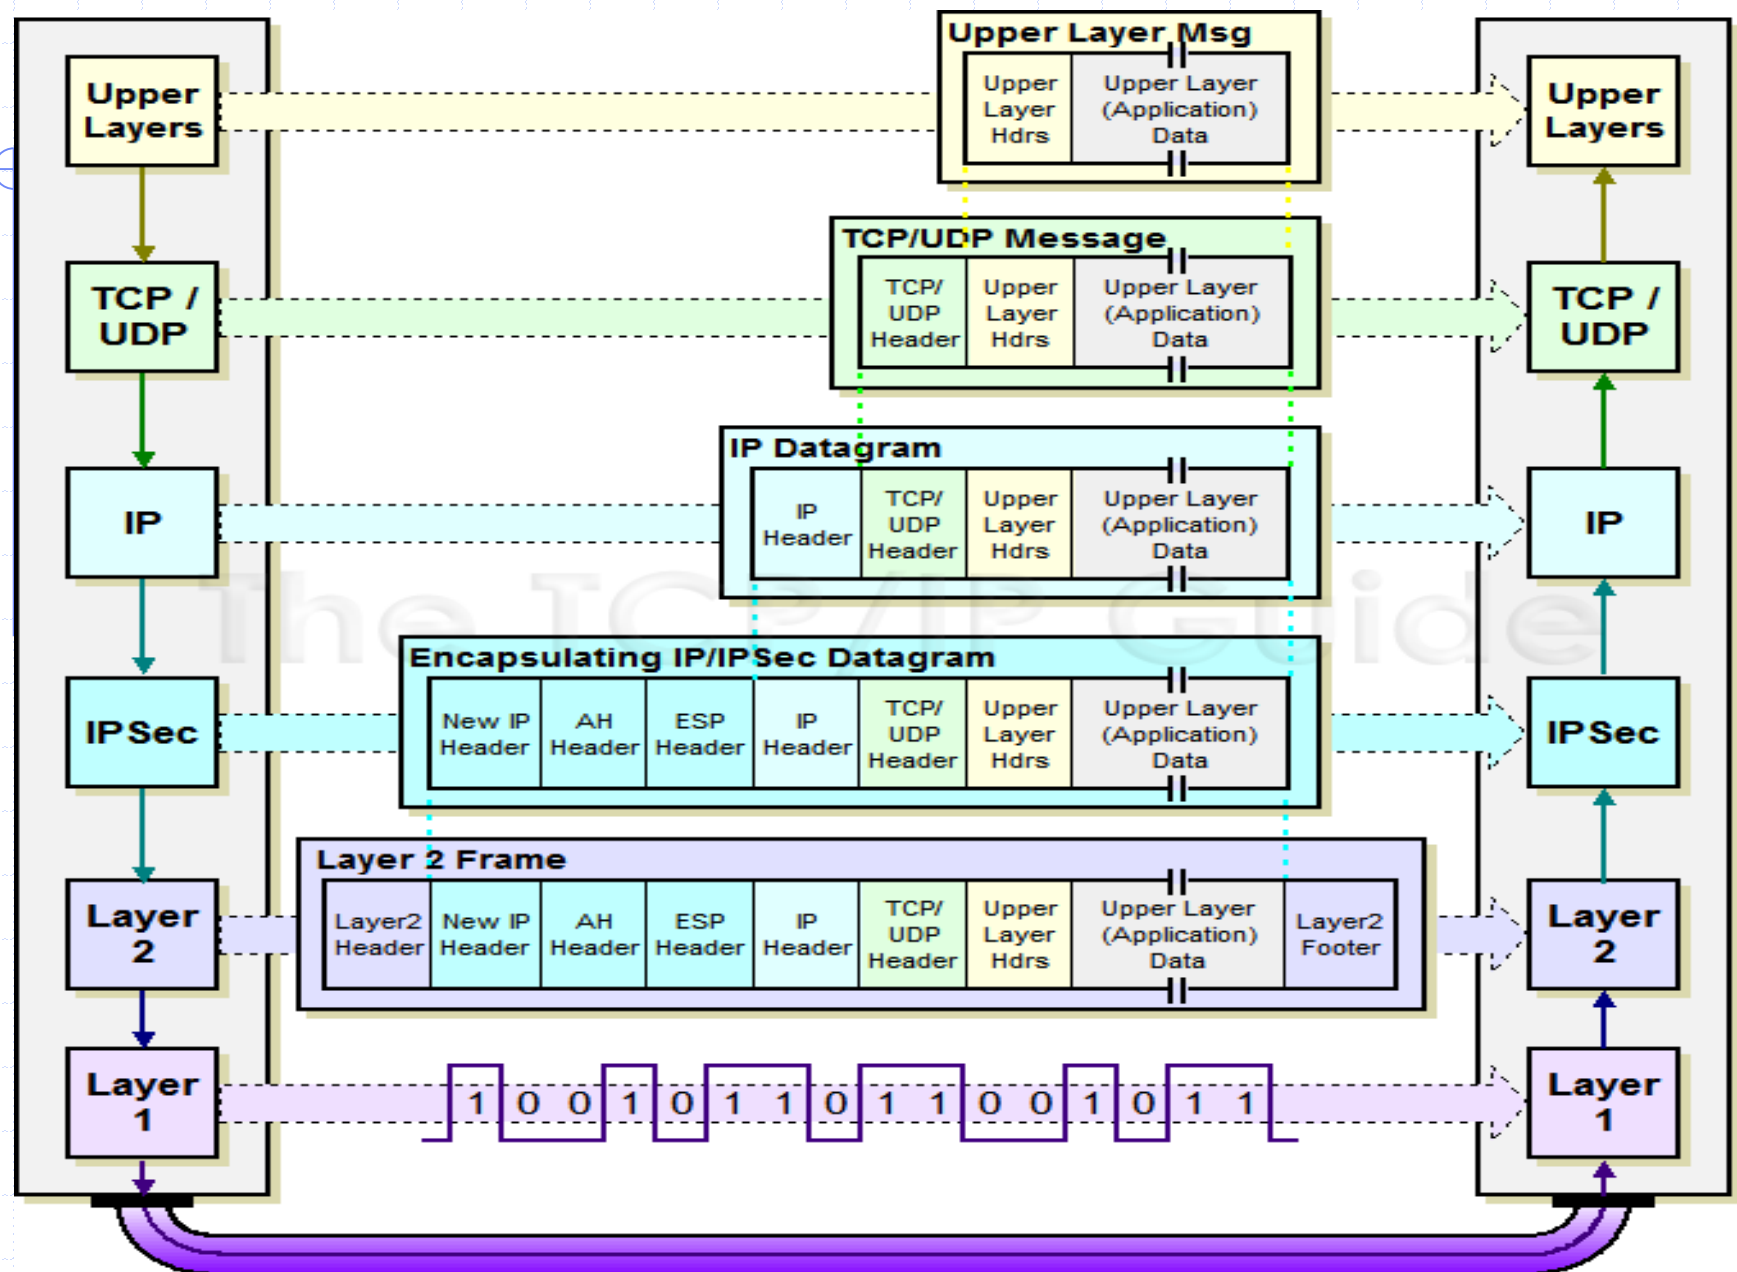 Upper Layer Msg
Upper
Layers
Upper
Layer
Hdrs
Upper Layer
(Application)
Data
Upper
Layers
TCP/UDP Message
TCP /
UDP
TCP/
UDP
Header
Upper
Layer
Hdrs
Upper Layer
(Application)
Data
TCP /
UDP
IP Datagram
IP
IP
Header
TCP/
UDP
Header
Upper
Layer
Hdrs
Upper Layer
(Application)
Data
IP
The TCP/IP Guide
Encapsulating IP/IPSec Datagram
IPSec
New IP
Header
AH
Header
ESP
Header
IP
Header
TCP/
UDP
Header
Upper
Layer
Hdrs
Upper Layer
(Application)
Data
IPSec
Layer 2 Frame
Layer
2
Layer2
Header
New IP
Header
AH
Header
ESP
Header
IP
Header
TCP/
UDP
Header
Upper
Layer
Hdrs
Upper Layer
(Application)
Data
Layer2
Footer
Layer
2
Layer
1
1 0 0 1 0 1 1 0 1 1 0 0 1 0 1 1
Layer
1